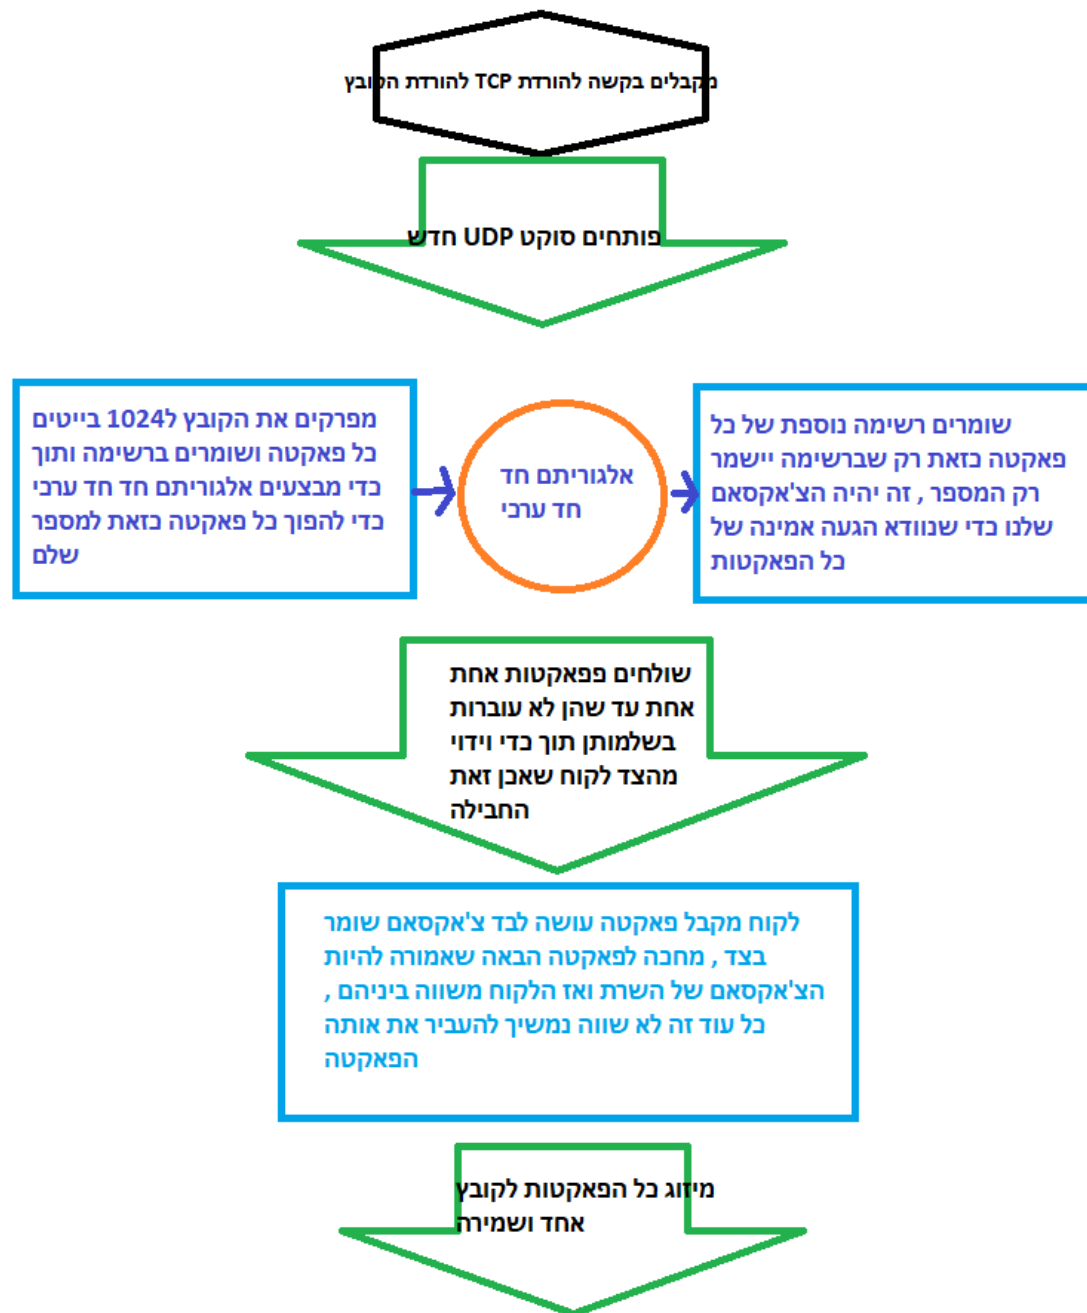 מקבלים בקשה להורדת TCP להורדת הקובץ
פותחים סוקט UDP חדש
מפרקים את הקובץ ל1024 בייטים
כל פאקטה ושומרים ברשימה ותוך
כדי מבצעים אלגוריתם חד חד ערכי
כדי להפוך כל פאקטה כזאת למספר
שלם
אלגוריתם חד
חד ערכי
שומרים רשימה נוספת של כל
פאקטה כזאת רק שברשימה יישמר
רק המספר , זה יהיה הצ'אקסאם
שלנו כדי שנוודא הגעה אמינה של
כל הפאקטות
שולחים פפאקטות אחת
אחת עד שהן לא עוברות
בשלמותן תוך כדי וידוי
מהצד לקוח שאכן זאת
החבילה
לקוח מקבל פאקטה עושה לבד צ'אקסאם שומר
בצד , מחכה לפאקטה הבאה שאמורה להיות
הצ'אקסאם של השרת ואז הלקוח משווה ביניהם ,
כל עוד זה לא שווה נמשיך להעביר את אותה
הפאקטה
מיזוג כל הפאקטות לקובץ
אחד ושמירה